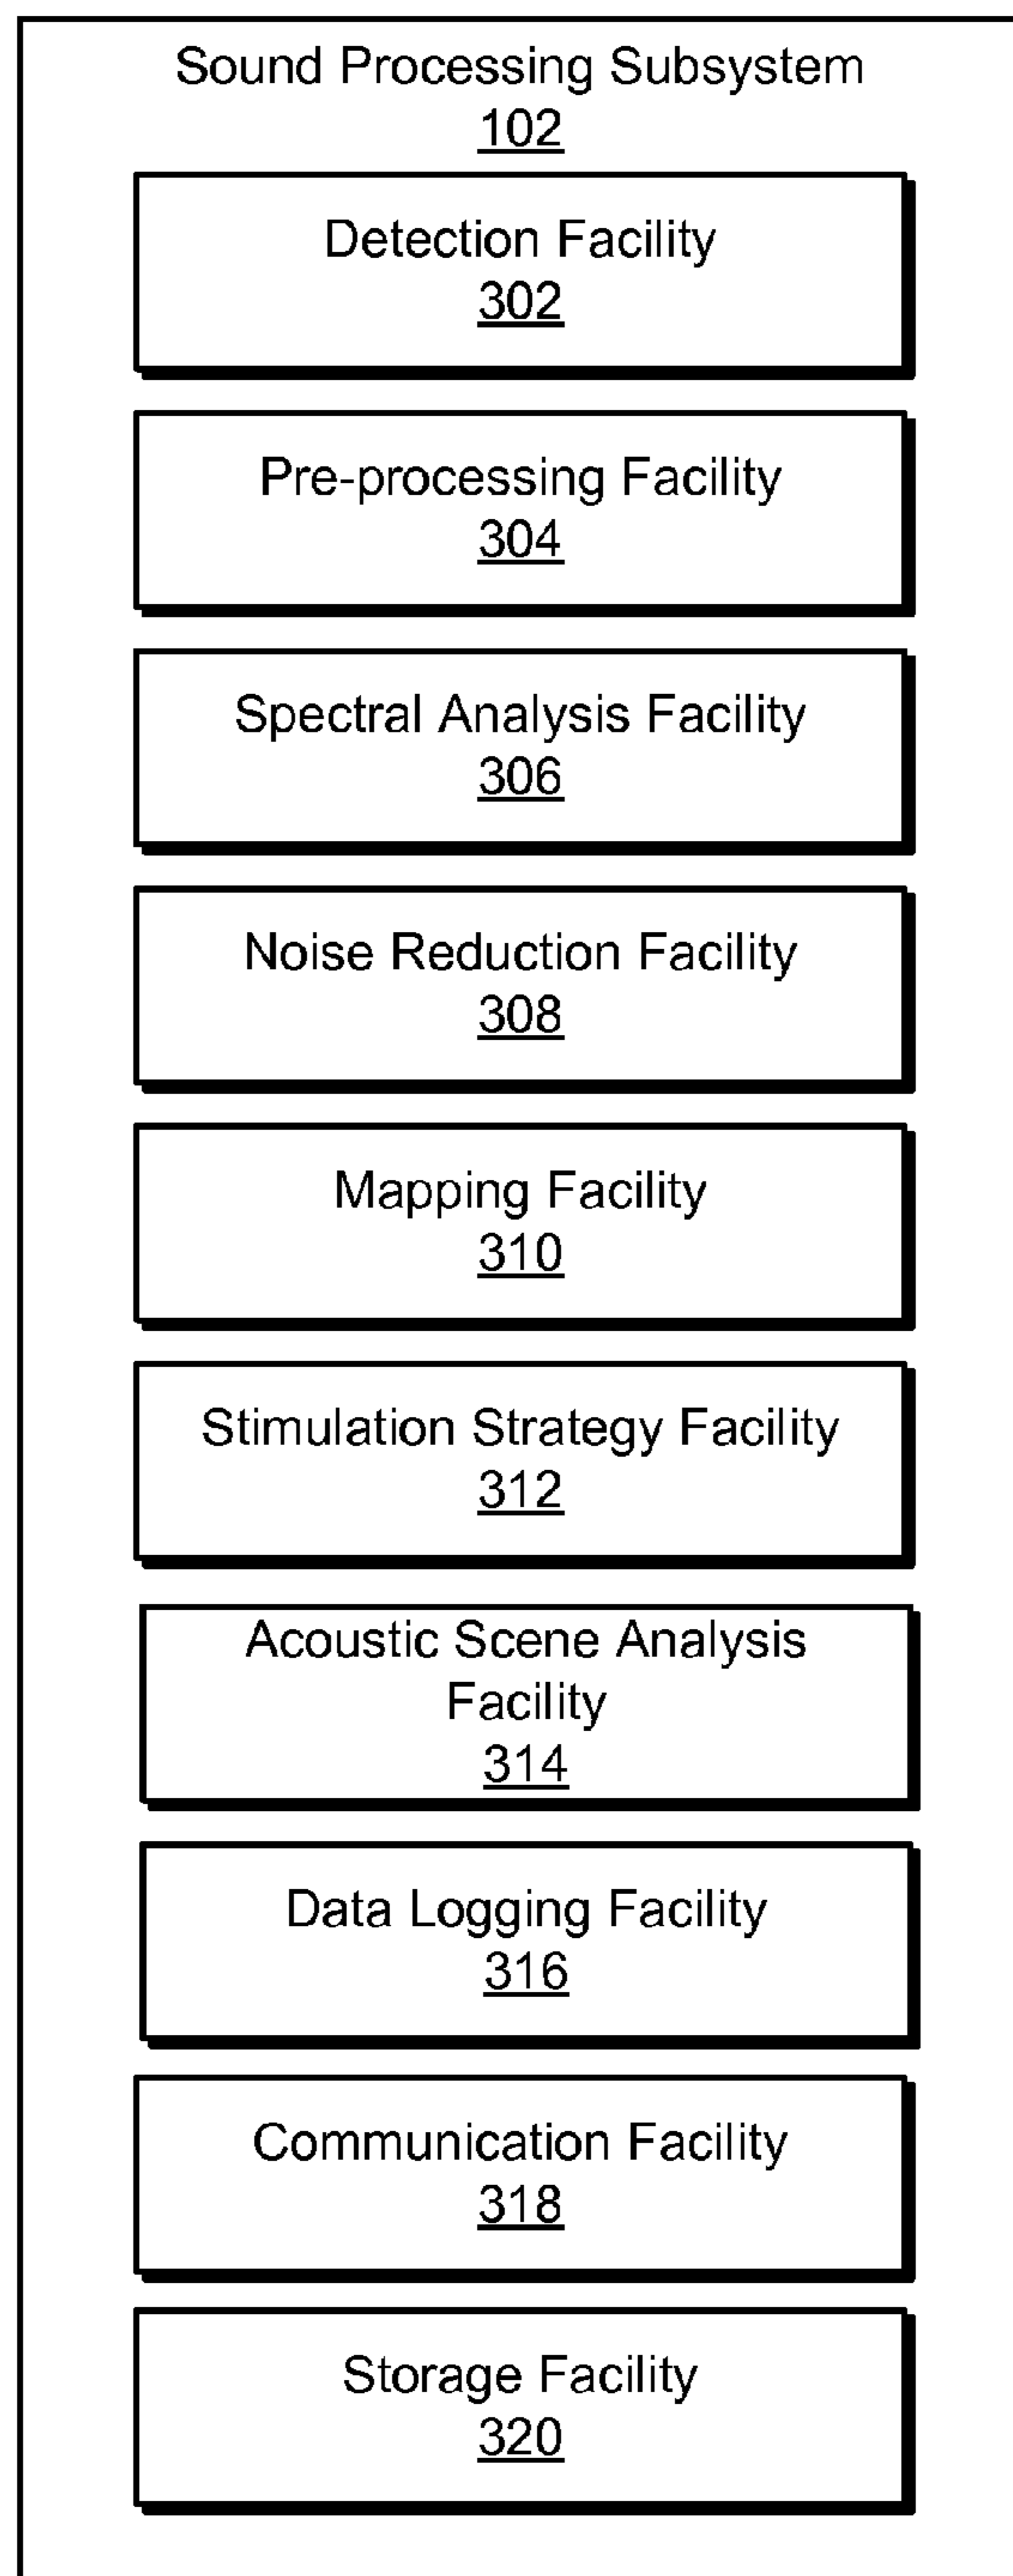 Sound Processing Subsystem
102
Detection Facility
302
Pre-processing Facility
304
Spectral Analysis Facility
306
Noise Reduction Facility
308
Mapping Facility
310
Stimulation Strategy Facility
312
Acoustic Scene Analysis
Facility
314
Data Logging Facility
316
Communication Facility
318
Storage Facility
320